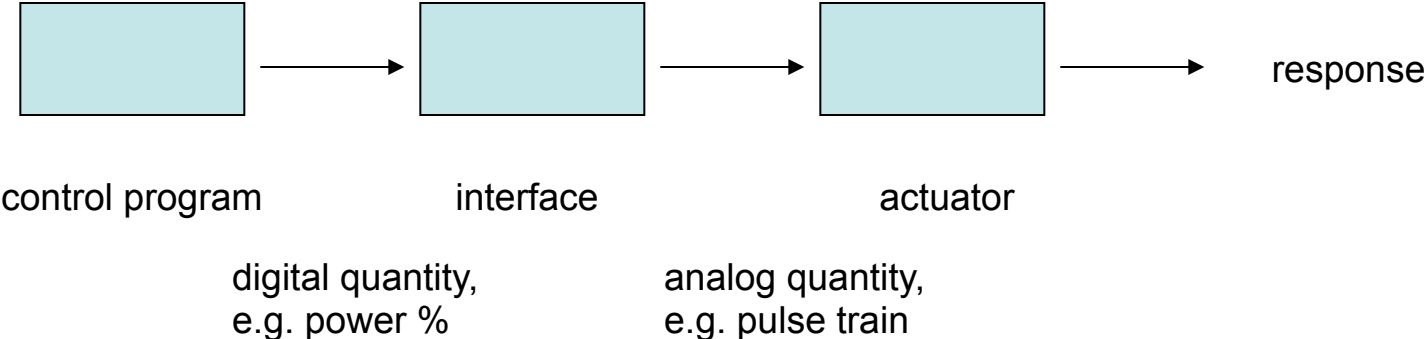 response
control program
interface
actuator
digital quantity,
e.g. power %
analog quantity,
e.g. pulse train